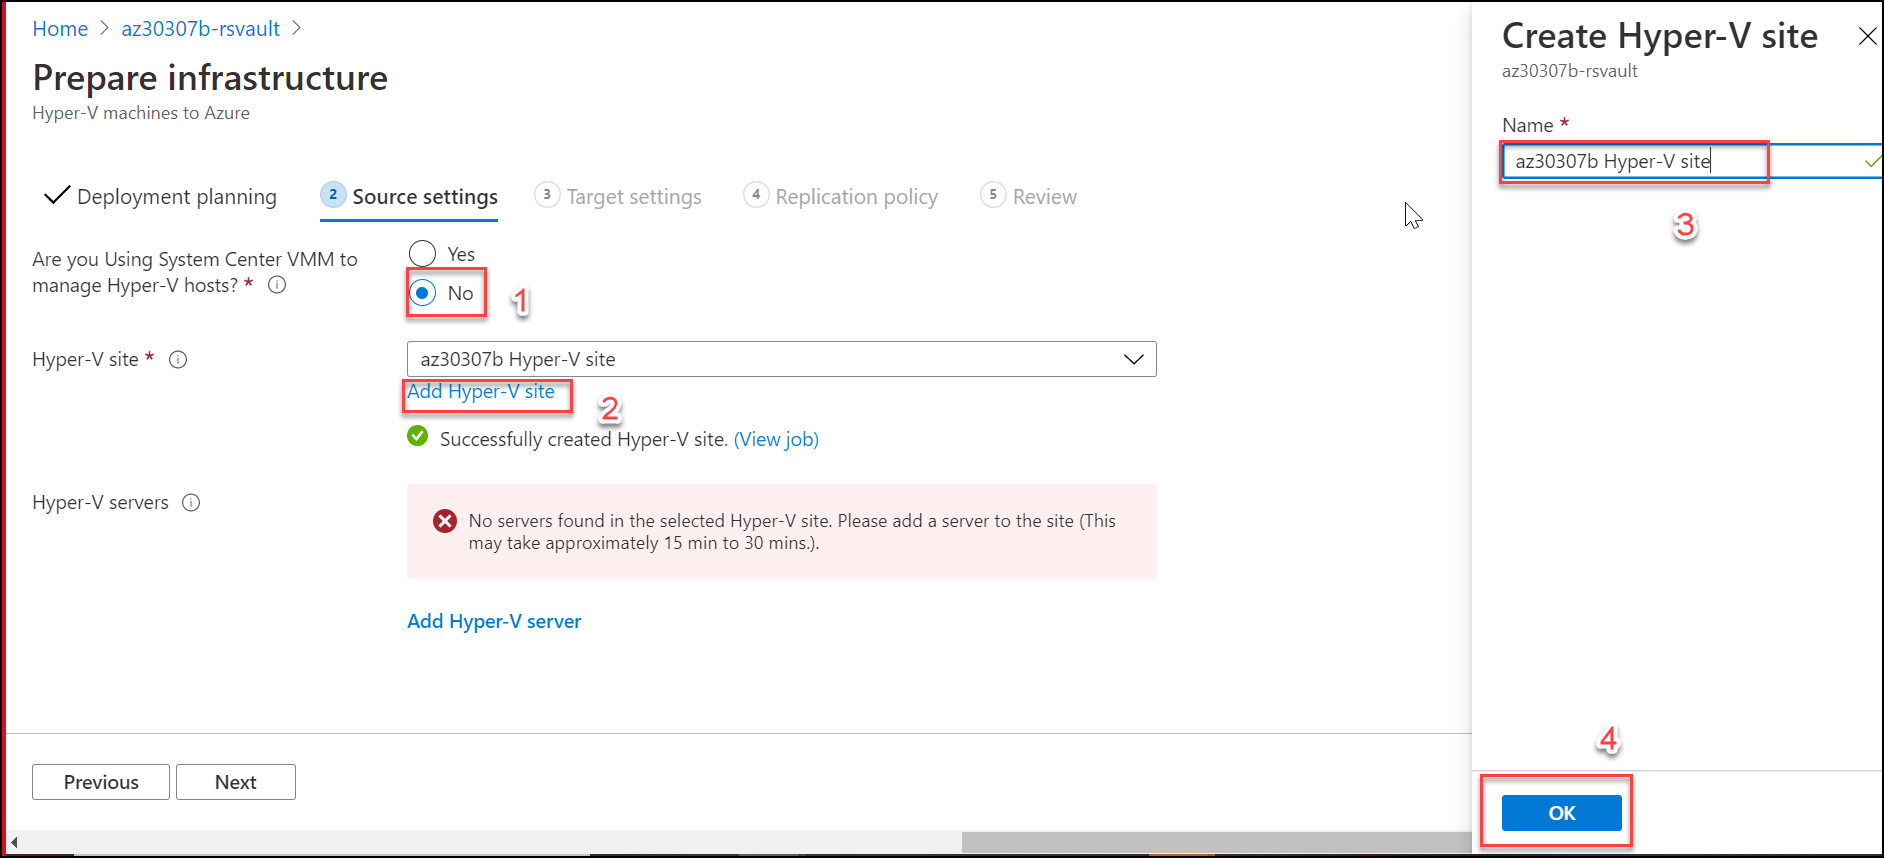 Home > az30307b-rsvault >
Prepare infrastructure
Hyper-V machines to Azure
Deployment planning
2 Source settings
3 Target settings
4 Replication policy
5 Review
Are you Using System Center VMM to
manage Hyper-V hosts? *
Yes
No
1
Hyper-V site *
az30307b Hyper-V site
Add Hyper-V site
2
Successfully created Hyper-V site. (View job)
Hyper-V servers
No servers found in the selected Hyper-V site. Please add a server to the site (This
may take approximately 15 min to 30 mins.).
Add Hyper-V server
Previous
Next
Create Hyper-V site
az30307b-rsvault
Name *
az30307b Hyper-V site
3
4
OK